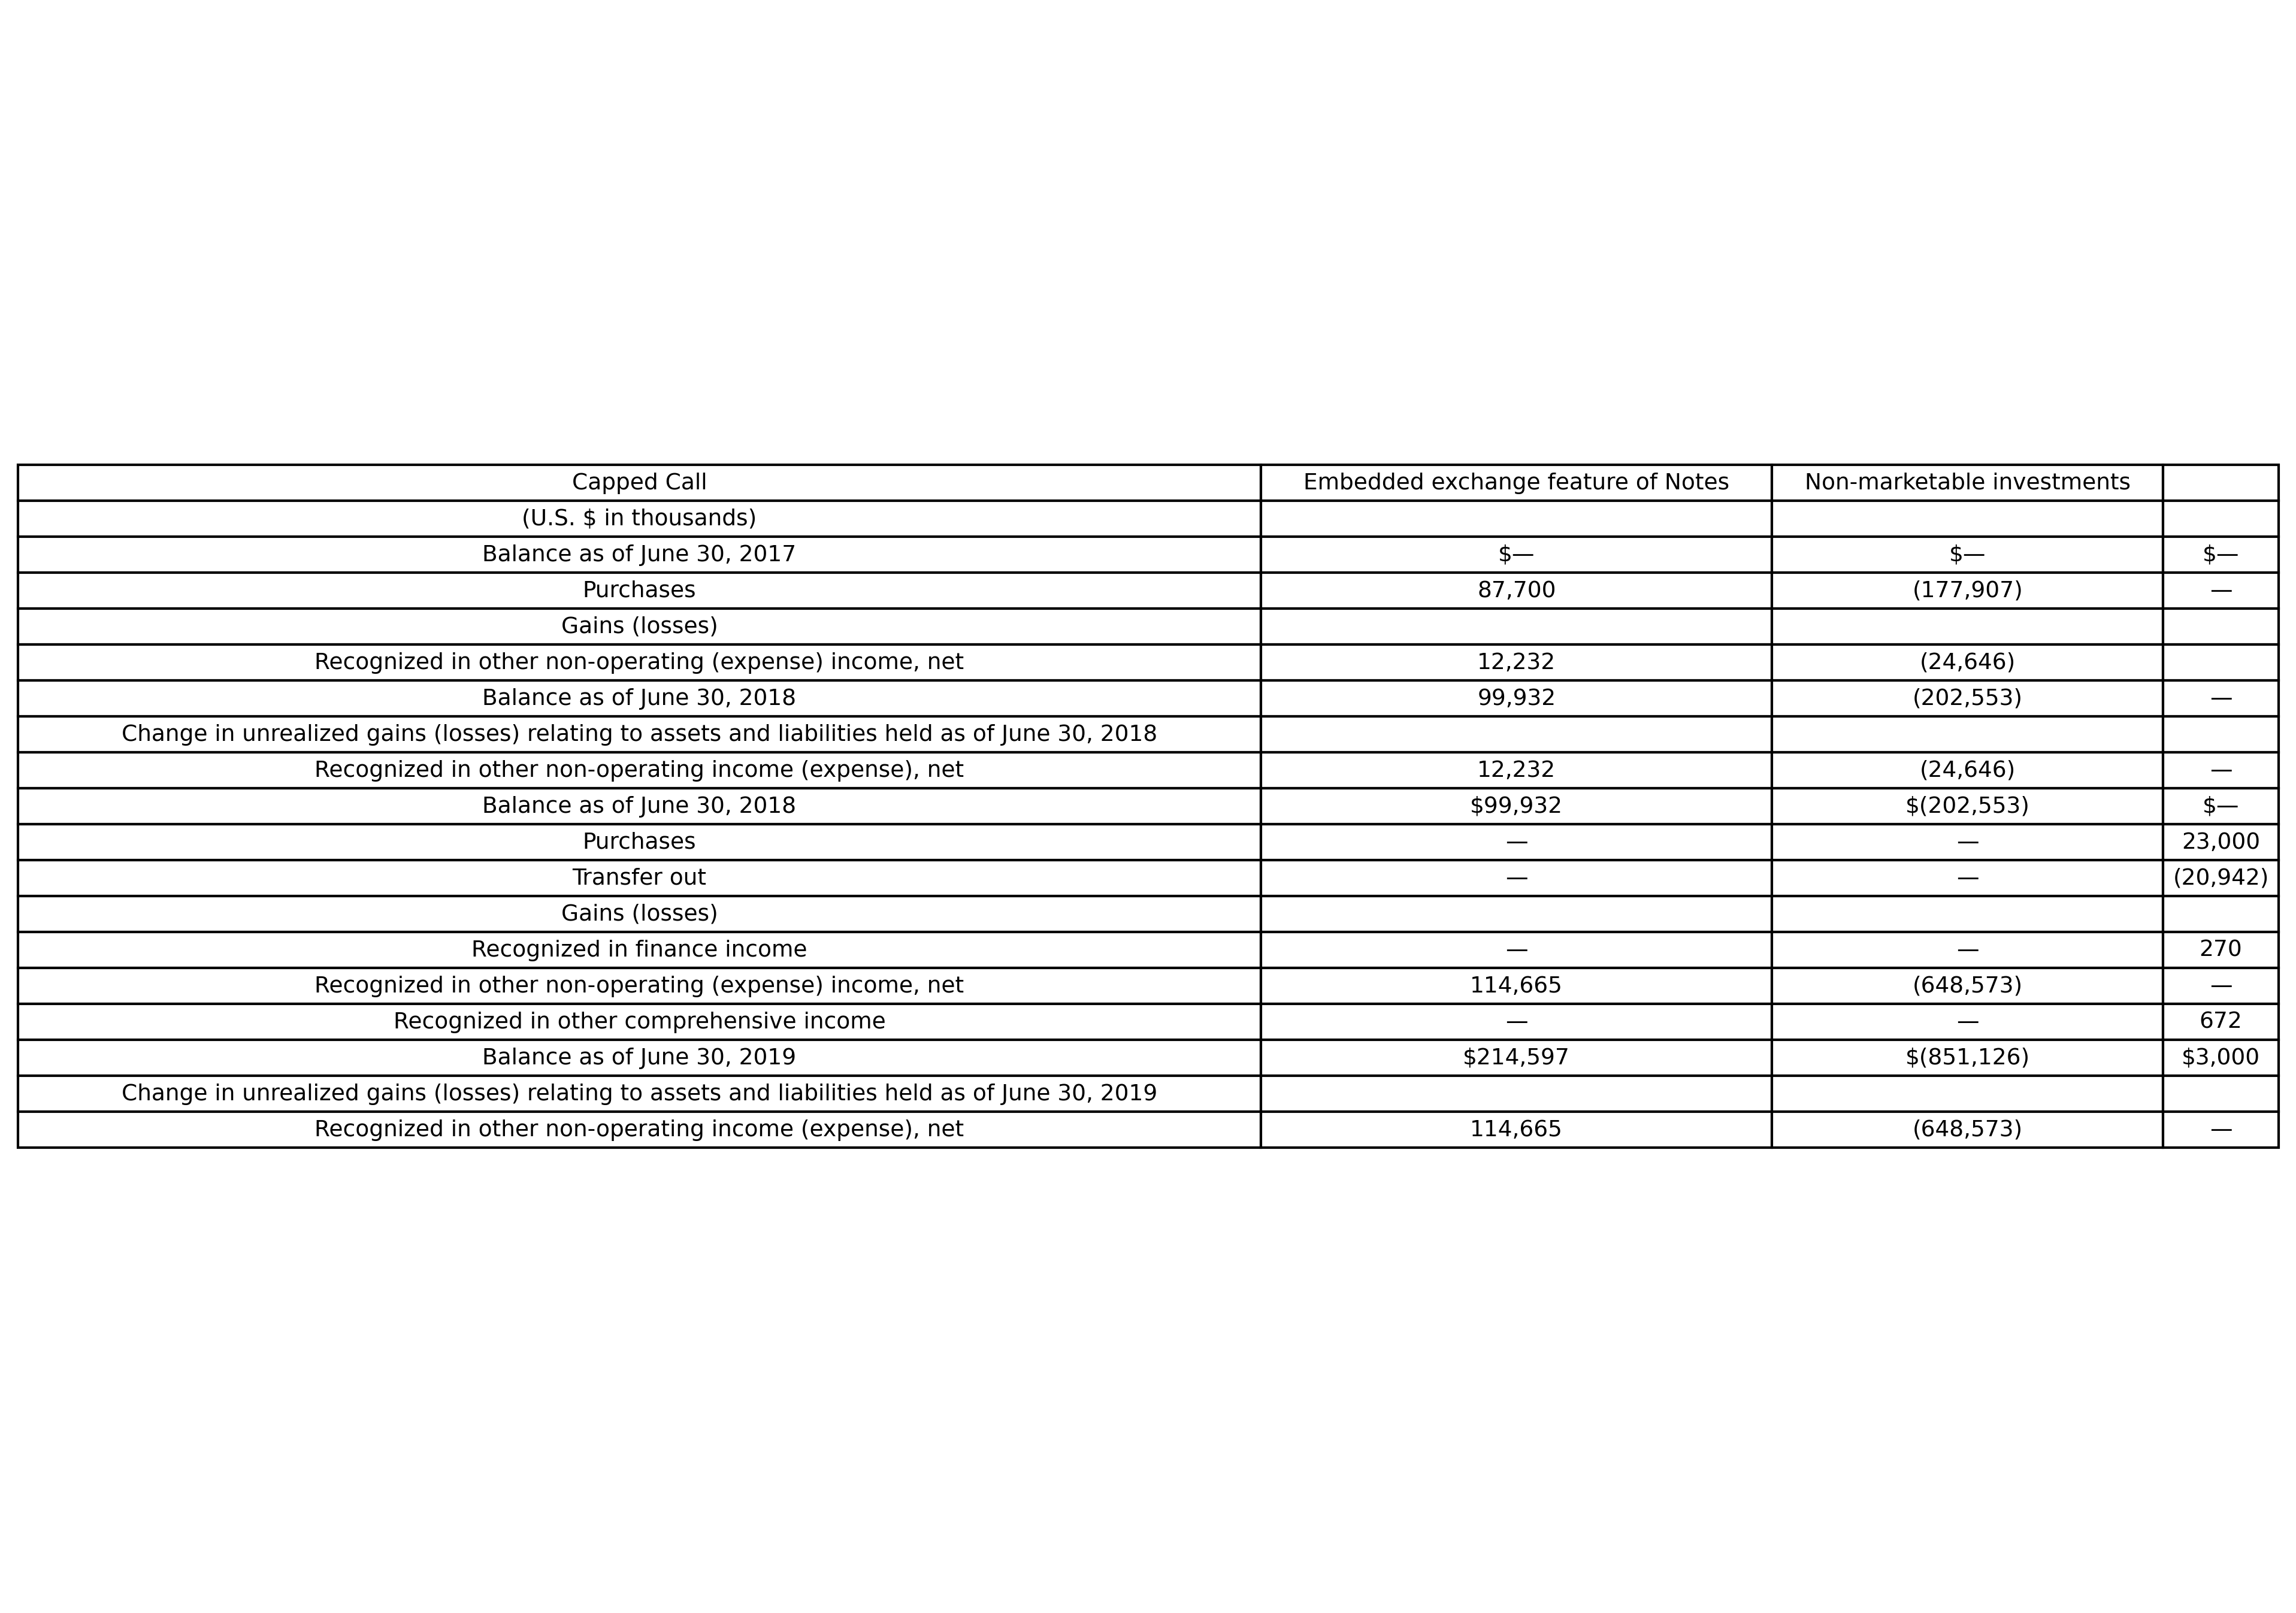 Capped Call Embedded exchange feature of Notes Non-marketable investments
(U.S. $ in thousands)
Balance as of June 30, 2017 $— $— $—
Purchases 87,700 (177,907) —
Gains (losses)
Recognized in other non-operating (expense) income, net 12,232 (24,646)
Balance as of June 30, 2018 99,932 (202,553) —
Change in unrealized gains (losses) relating to assets and liabilities held as of June 30, 2018
Recognized in other non-operating income (expense), net 12,232 (24,646) —
Balance as of June 30, 2018 $99,932 $(202,553) $—
Purchases — — 23,000
Transfer out — — (20,942)
Gains (losses)
Recognized in finance income — — 270
Recognized in other non-operating (expense) income, net 114,665 (648,573) —
Recognized in other comprehensive income — — 672
Balance as of June 30, 2019 $214,597 $(851,126) $3,000
Change in unrealized gains (losses) relating to assets and liabilities held as of June 30, 2019
Recognized in other non-operating income (expense), net 114,665 (648,573) —